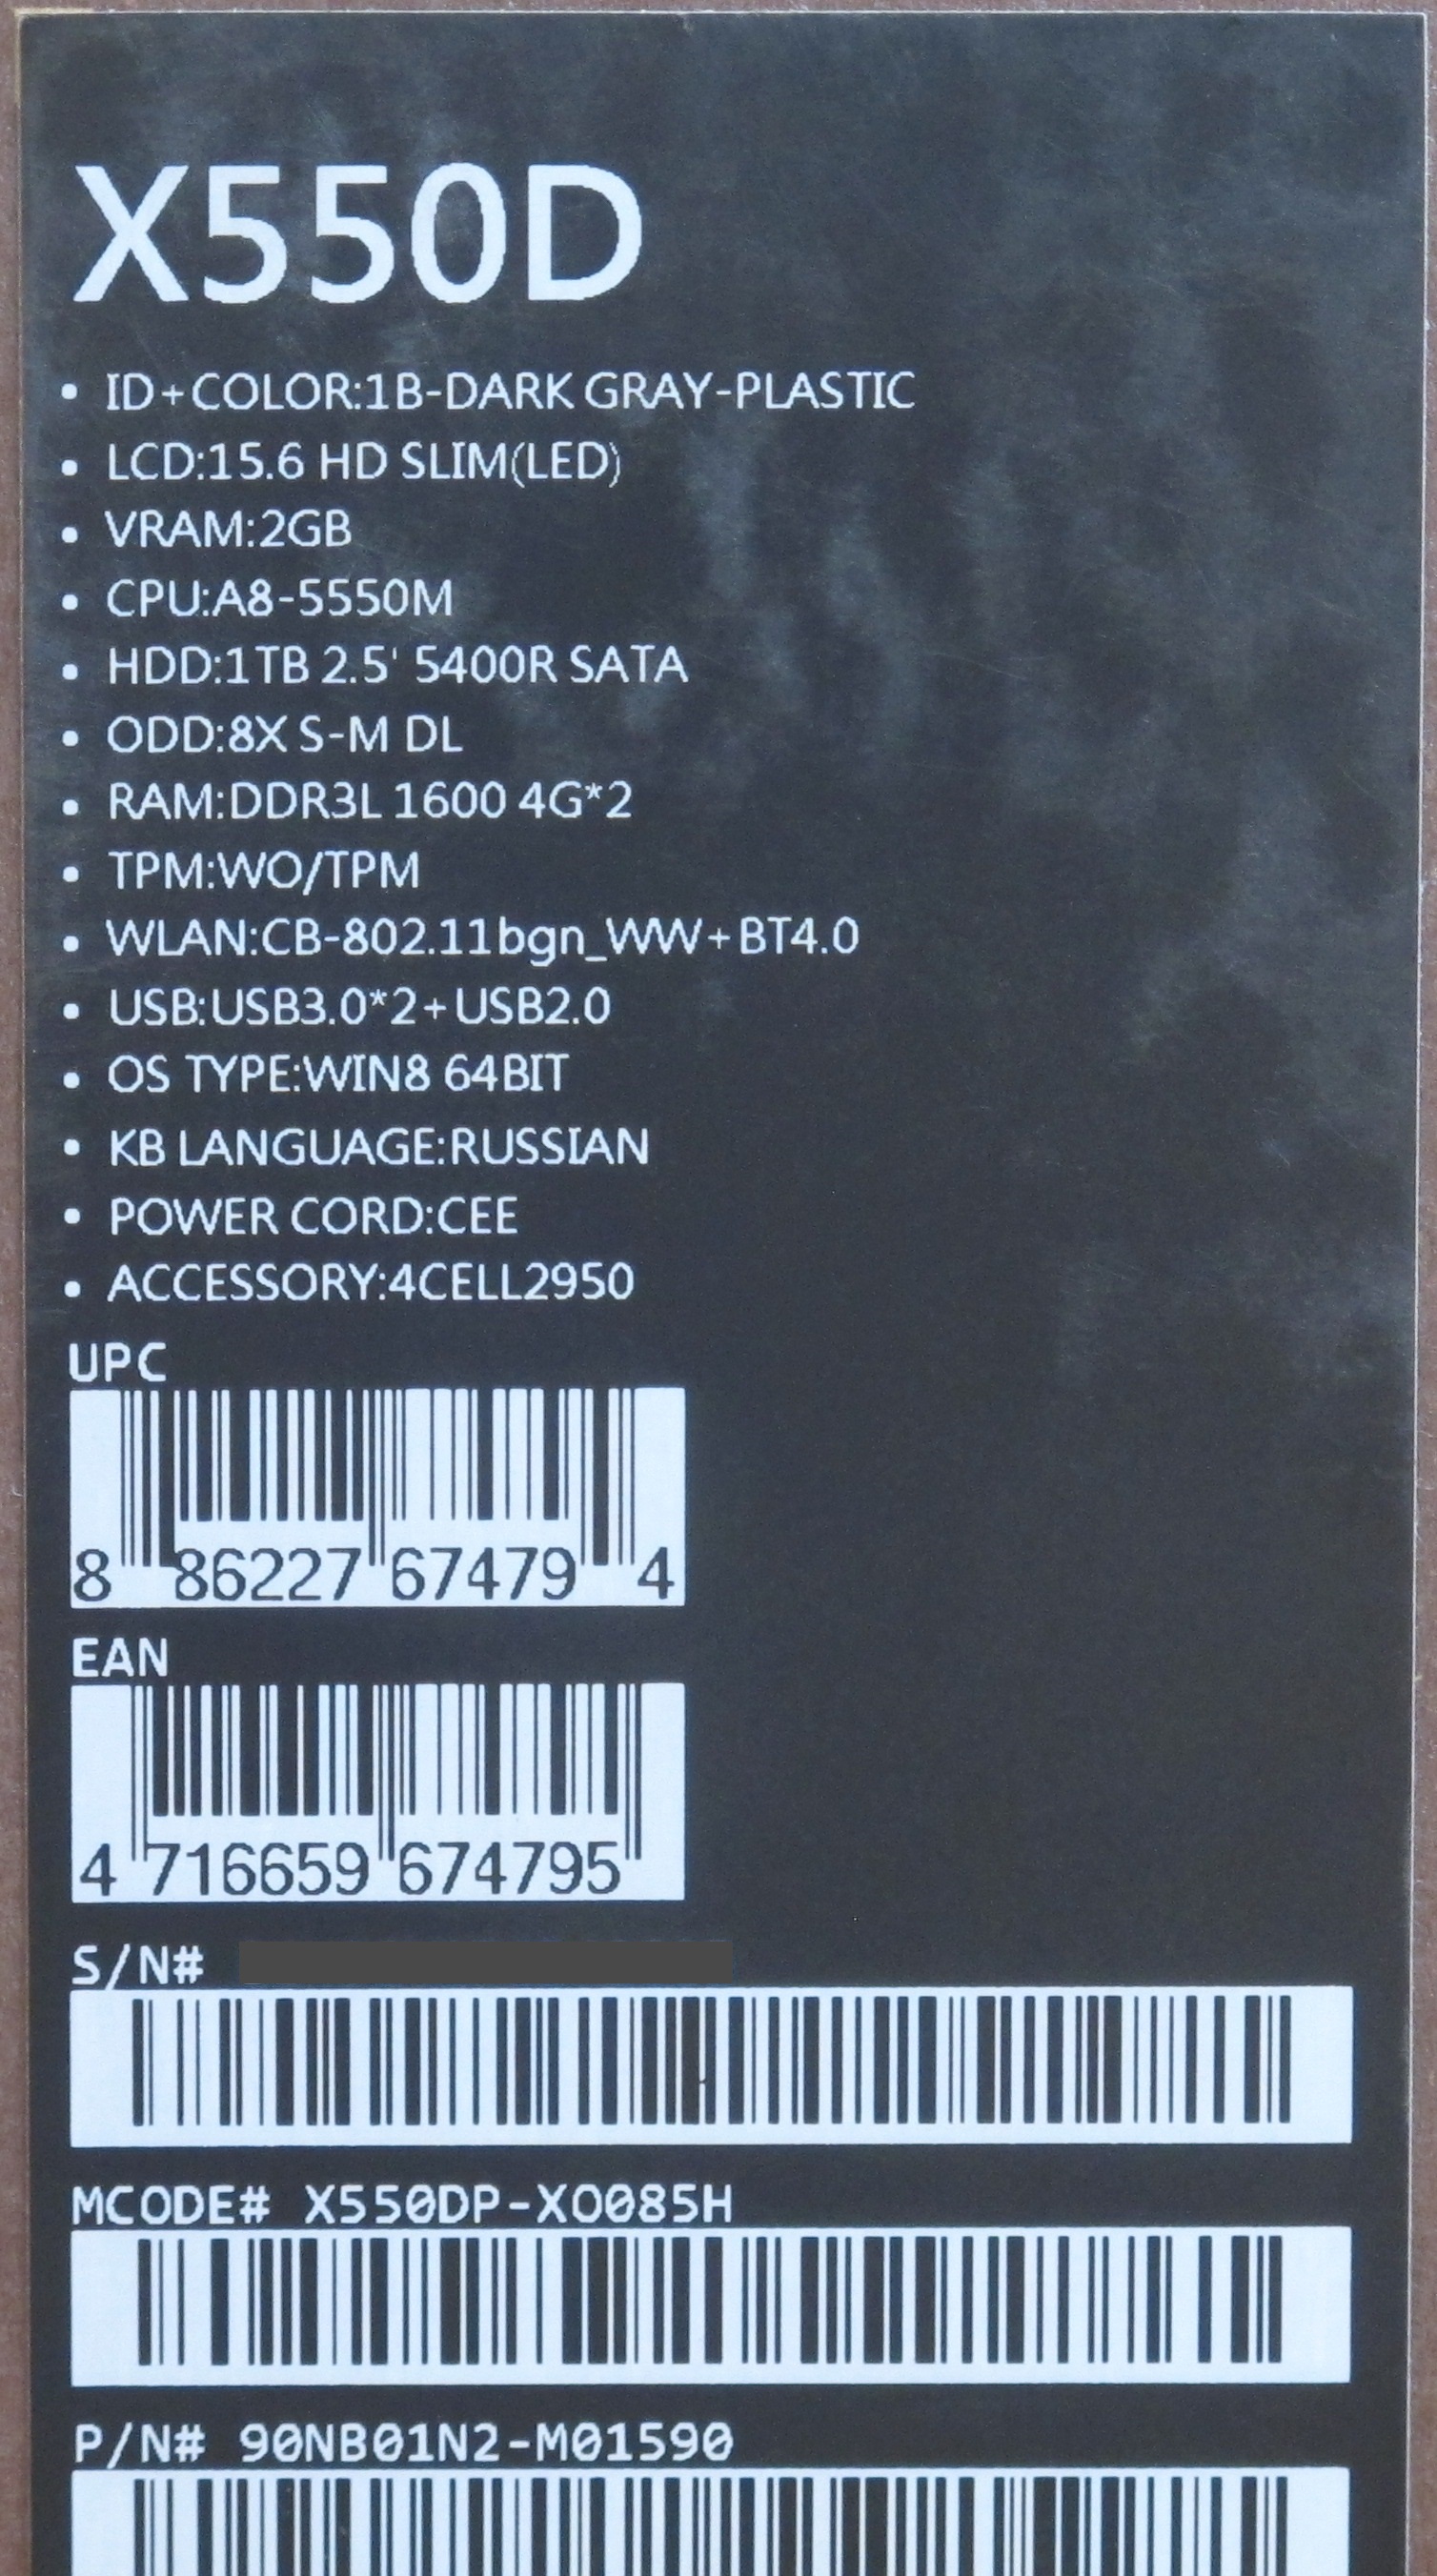 X550D
• ID+COLOR:1B-DARK GRAY-PLASTIC
• LCD:15.6 HD SLIM(LED)
• VRAM:2GB
• CPU:A8-5550M
• HDD:1TB 2.5' 5400R SATA
• ODD:8X S-M DL
• RAM:DDR3L 1600 4G*2
• TPM:WO/TPM
• WLAN:CB-802.11bgn_WW+BT4.0
• USB:USB3.0*2+USB2.0
• OS TYPE:WIN8 64BIT
• KB LANGUAGE:RUSSIAN
• POWER CORD:CEE
• ACCESSORY:4CELL2950
UPC
8 86227 67479 4
EAN
4 716659 674795
S/N#
MCODE# X550DP-XO085H
P/N# 90NB01N2-M01590